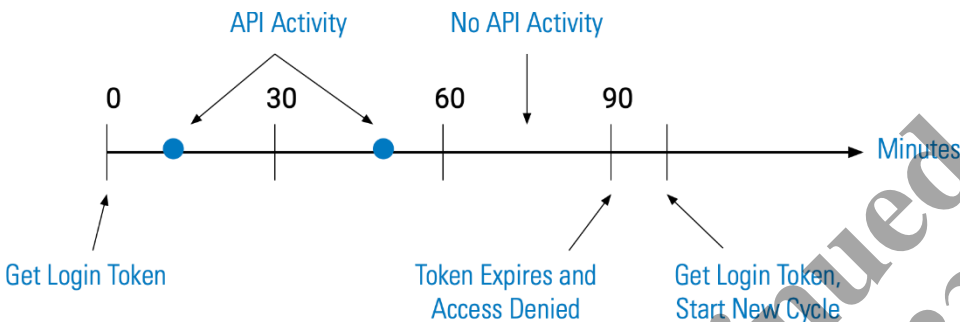 API Activity
No API Activity
0
30
60
90
Minutes
Get Login Token
Token Expires and
Access Denied
Get Login Token,
Start New Cycle